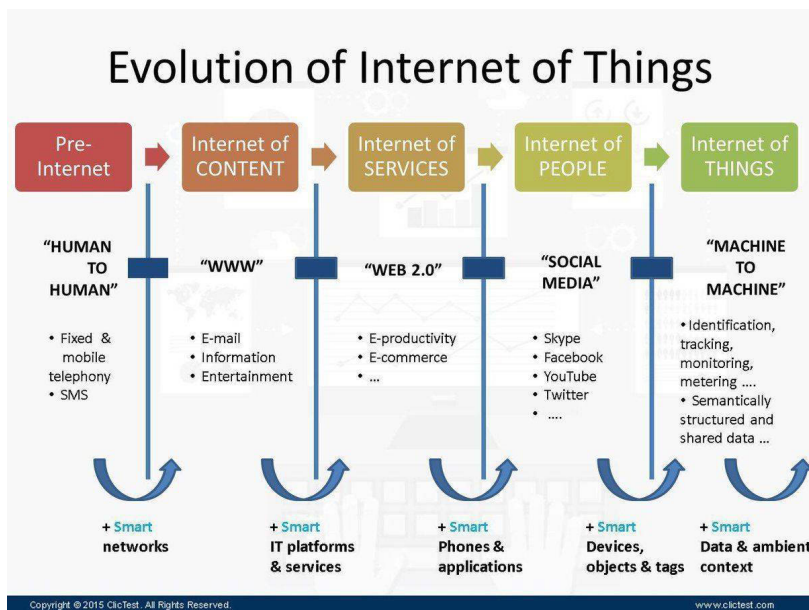 Evolution of Internet of Things
Pre-
Internet
Internet of
CONTENT
Internet of
SERVICES
Internet of
PEOPLE
Internet of
THINGS
“HUMAN
TO
HUMAN”
• Fixed &
mobile
telephony
• SMS
“WWW”
• E-mail
• Information
• Entertainment
“WEB 2.0”
• E-productivity
• E-commerce
• ...
“SOCIAL
MEDIA”
• Skype
• Facebook
• YouTube
• Twitter
• ....
“MACHINE
TO
MACHINE”
• Identification,
tracking,
monitoring,
metering ....
• Semantically
structured and
shared data ...
+ Smart
networks
+ Smart
IT platforms
& services
+ Smart
Phones &
applications
+ Smart
Devices,
objects & tags
+ Smart
Data & ambient
context
Copyright © 2015 ClicTest. All Rights Reserved.
www.clictest.com